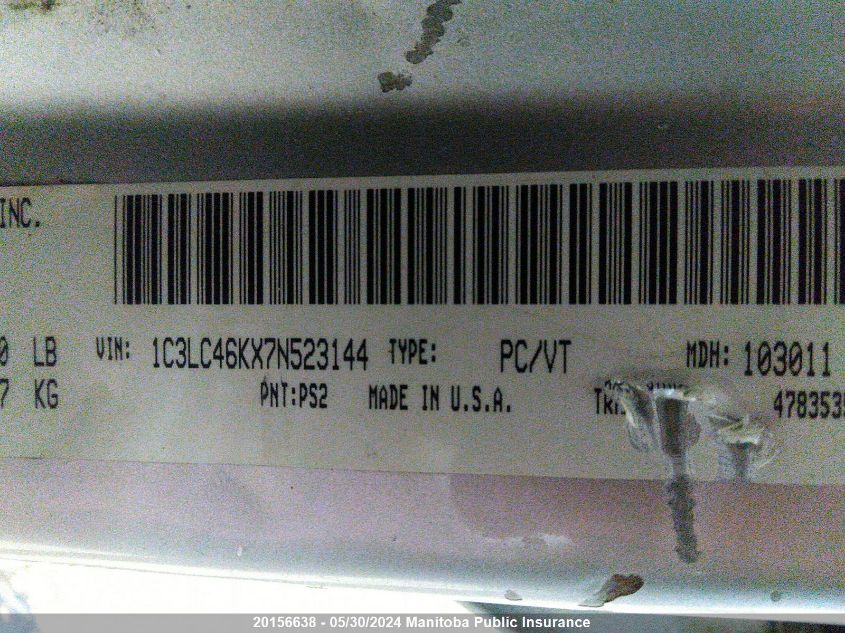 INC.
0 LB VIN: 1C3LC46KX7N523144 TYPE: PC/VT MDH: 103011
7 KG PNT:PS2 MADE IN U.S.A. 478353
20156638 - 05/30/2024 Manitoba Public Insurance